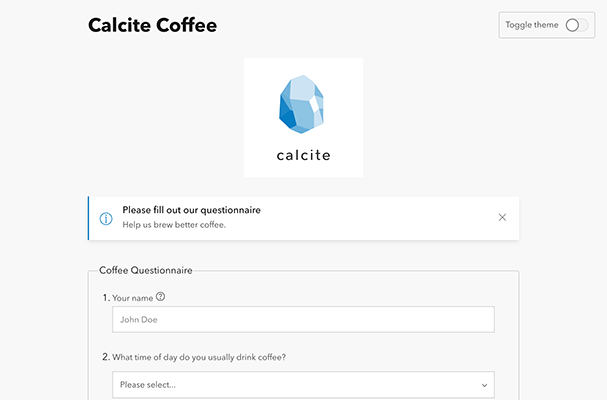 Calcite Coffee
Toggle theme
calcite
Please fill out our questionnaire
Help us brew better coffee.
Coffee Questionnaire
1. Your name
John Doe
2. What time of day do you usually drink coffee?
Please select...